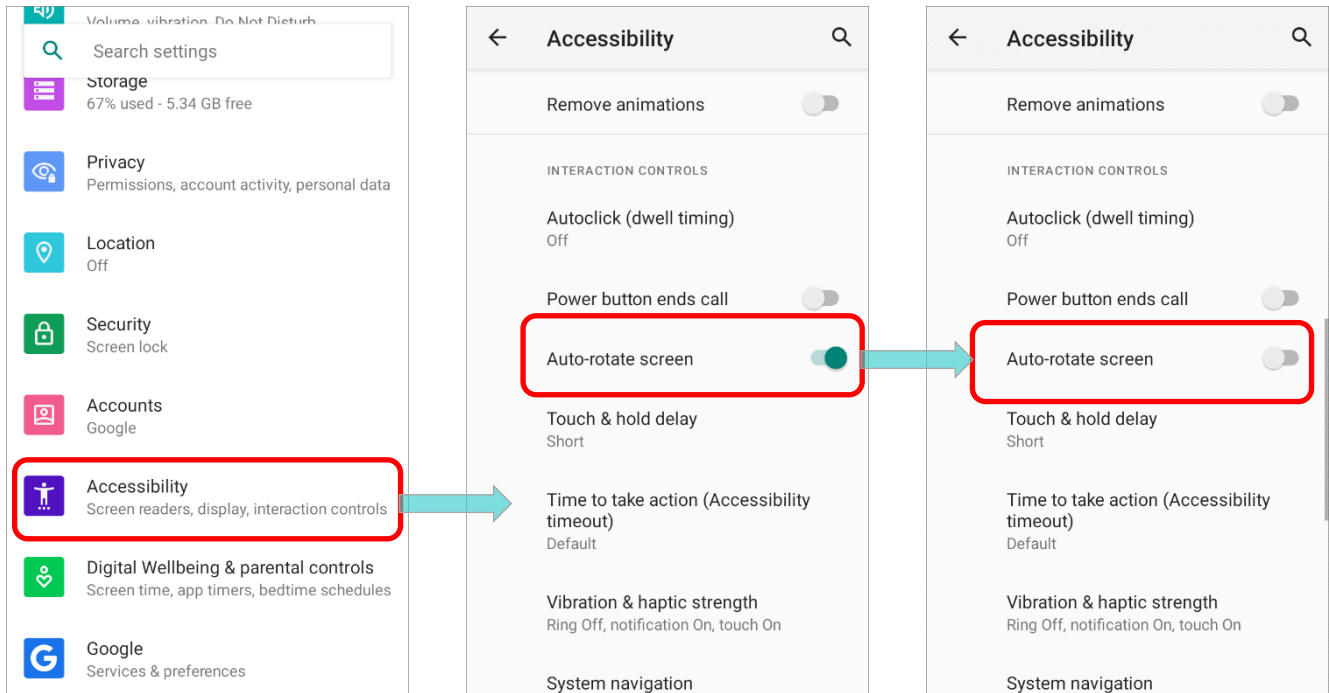 Volume, vibration, Do Not Disturb
Search settings
Storage
67% used - 5.34 GB free
Privacy
Permissions, account activity, personal data
Location
Off
Security
Screen lock
Accounts
Google
Accessibility
Screen readers, display, interaction controls
Digital Wellbeing & parental controls
Screen time, app timers, bedtime schedules
Google
Services & preferences
Accessibility
Remove animations
INTERACTION CONTROLS
Autoclick (dwell timing)
Off
Power button ends call
Auto-rotate screen
Touch & hold delay
Short
Time to take action (Accessibility
timeout)
Default
Vibration & haptic strength
Ring Off, notification On, touch On
System navigation
Accessibility
Remove animations
INTERACTION CONTROLS
Autoclick (dwell timing)
Off
Power button ends call
Auto-rotate screen
Touch & hold delay
Short
Time to take action (Accessibility
timeout)
Default
Vibration & haptic strength
Ring Off, notification On, touch On
System navigation